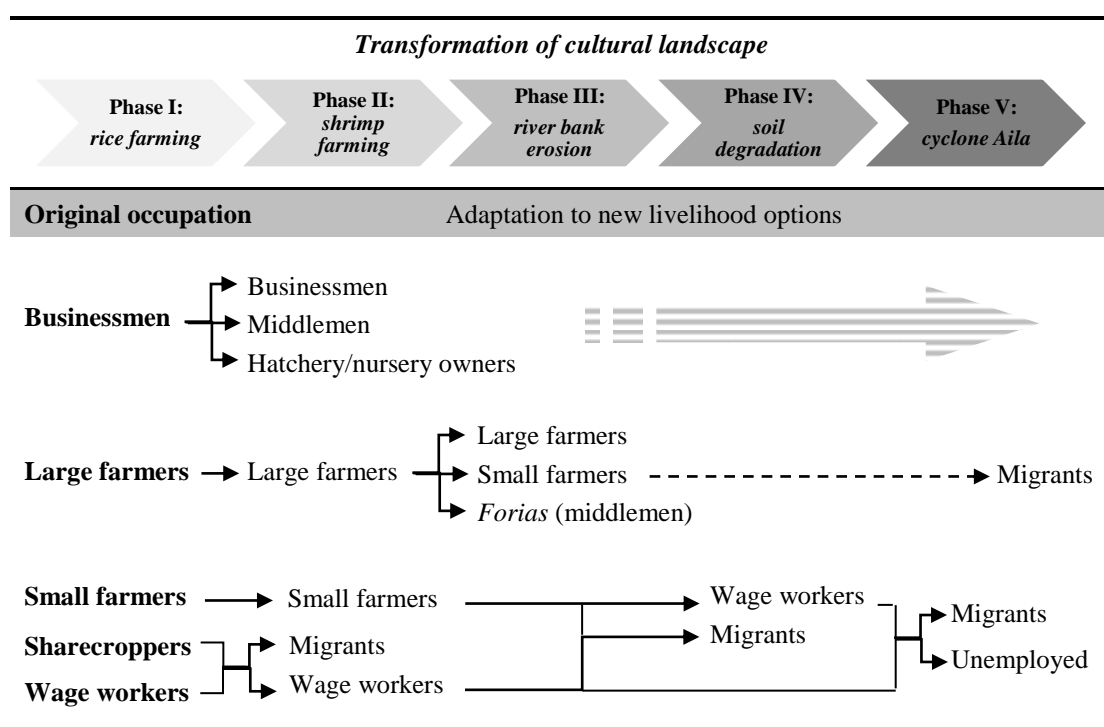 Transformation of cultural landscape
Phase I:
rice farming
Phase II:
shrimp
farming
Phase III:
river bank
erosion
Phase IV:
soil
degradation
Phase V:
cyclone Aila
Original occupation
Adaptation to new livelihood options
Businessmen
Businessmen
Middlemen
Hatchery/nursery owners
Large farmers
Large farmers
Large farmers
Small farmers
Forias (middlemen)
Migrants
Small farmers
Sharecroppers
Wage workers
Small farmers
Migrants
Wage workers
Wage workers
Migrants
Migrants
Unemployed